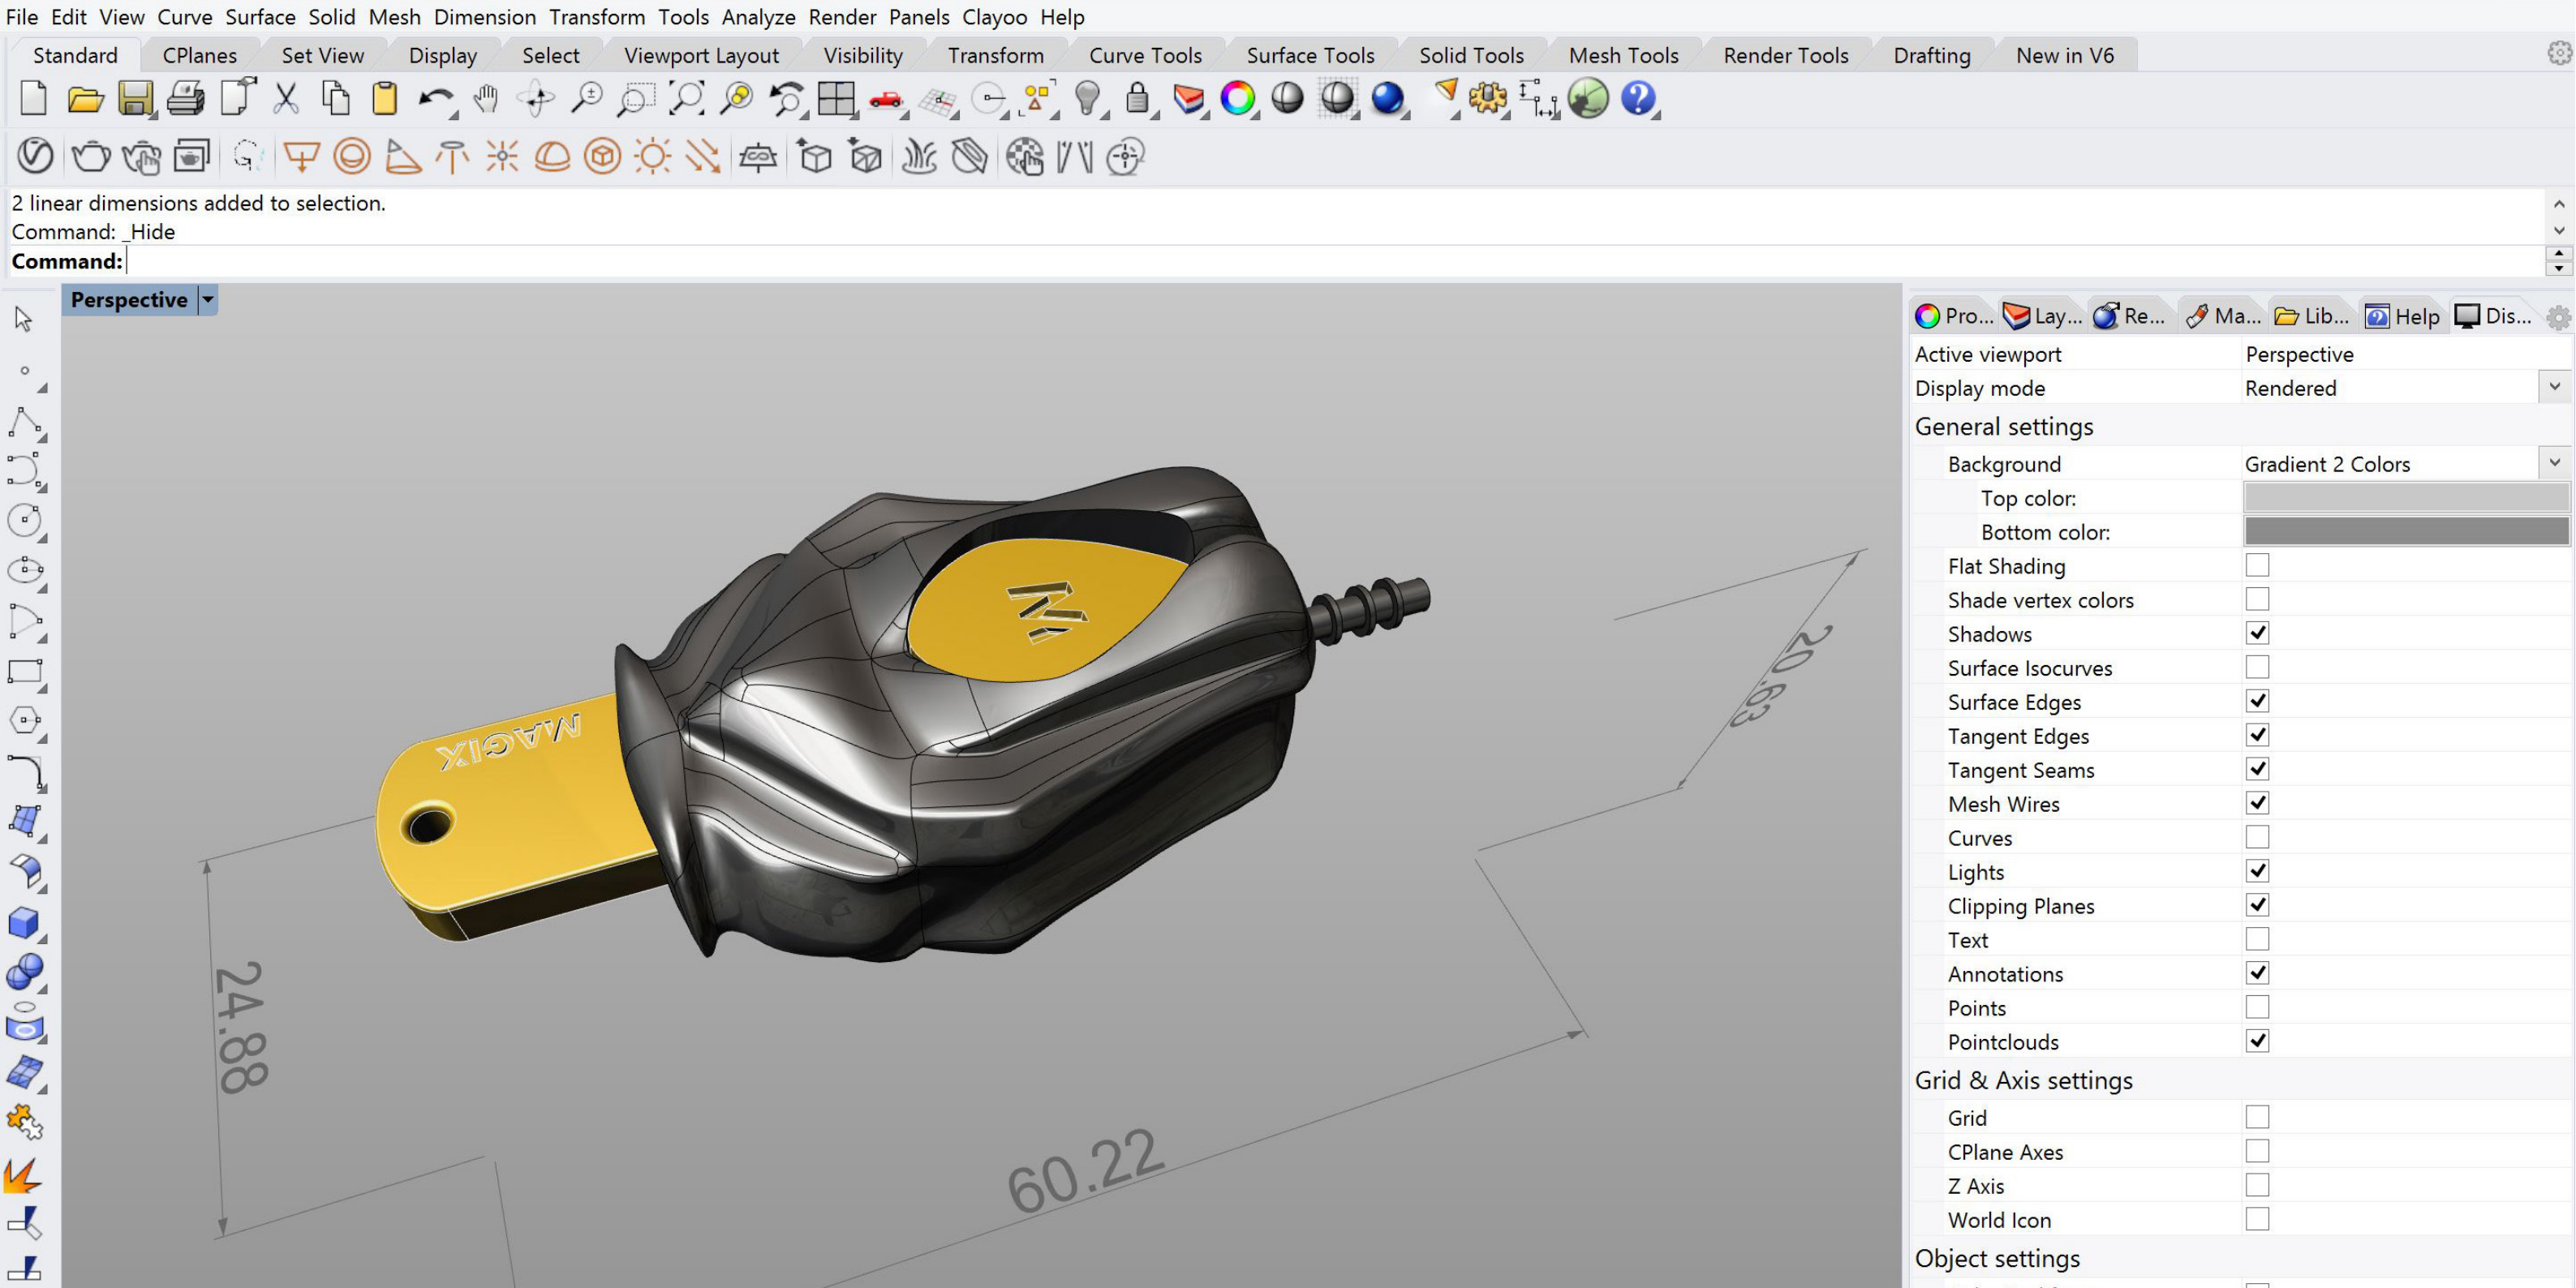 File Edit View Curve Surface Solid Mesh Dimension Transform Tools Analyze Render Panels Clayoo Help
Standard CPlanes Set View Display Select Viewport Layout Visibility Transform Curve Tools Surface Tools Solid Tools Mesh Tools Render Tools Drafting New in V6
2 linear dimensions added to selection.
Command: _Hide
Command:
Perspective
MAGIX
M
24.88
60.22
20.63
Pro... Lay... Re... Ma... Lib... Help Dis...
Active viewport Perspective
Display mode Rendered
General settings
Background Gradient 2 Colors
Top color:
Bottom color:
Flat Shading
Shade vertex colors
Shadows
Surface Isocurves
Surface Edges
Tangent Edges
Tangent Seams
Mesh Wires
Curves
Lights
Clipping Planes
Text
Annotations
Points
Pointclouds
Grid & Axis settings
Grid
CPlane Axes
Z Axis
World Icon
Object settings